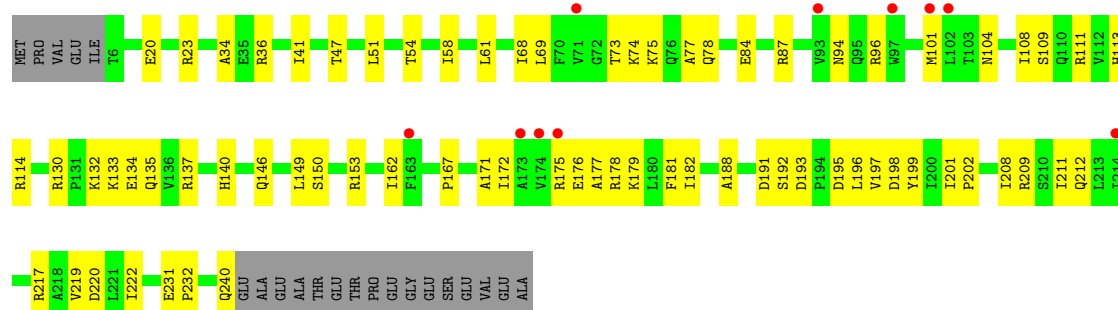 MET PRO VAL GLU ILE T6 E20 R23 A34 E35 R36 I41 T47 L51 T54 I58 L61 I68 L69 F70 V71 G72 T73 K74 K75 Q76 A77 Q78 E84 R87 V93 N94 Q95 R96 W97 M101 L102 T103 N104 I108 S109 Q110 R111 V112 H113
R114 R130 P131 K132 K133 E134 Q135 V136 R137 H140 Q146 L149 S150 R153 I162 F163 P167 A171 I172 A173 V174 R175 E176 A177 R178 K179 L180 F181 I182 A188 D191 S192 D193 P194 D195 L196 V197 D198 Y199 I200 I201 P202 I208 R209 S210 I211 Q212 L213 I214
R217 A218 V219 D220 L221 I222 E231 P232 Q240 GLU ALA GLU ALA THR GLU THR PRO GLU GLY GLU SER GLU VAL GLU ALA